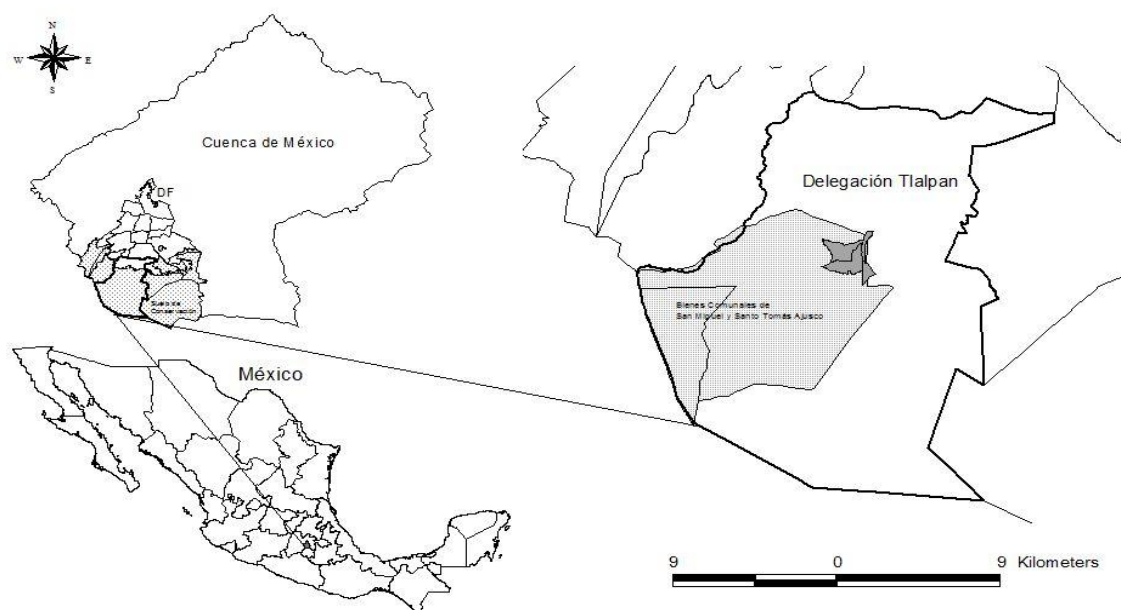 N
W E
S
Cuenca de México
DF
Suelo de
Conservación
México
Delegación Tlalpan
Bienes Comunales de
San Miguel y Santo Tomás Ajusco
9 0 9 Kilometers